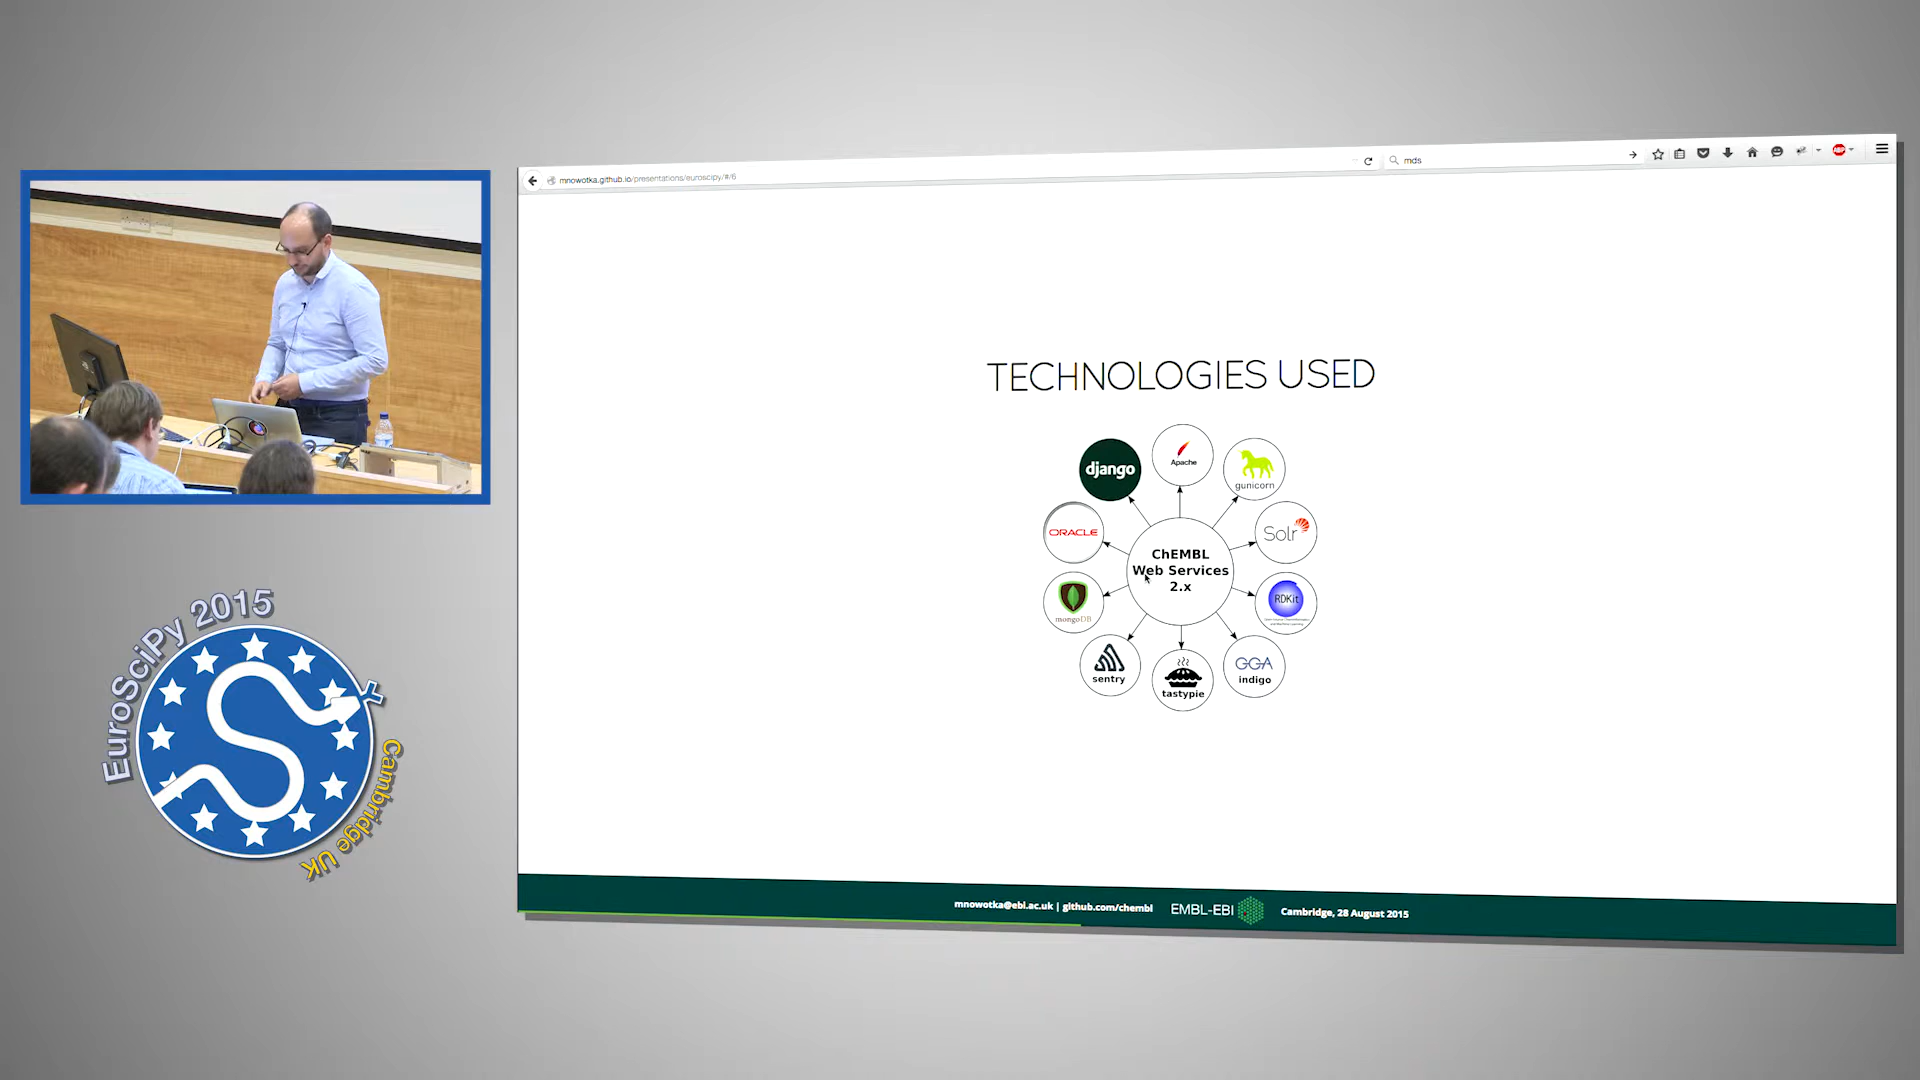 mnowotka.github.io/presentations/euroscipy/#/6
mds
ABP
TECHNOLOGIES USED
django
Apache
gunicorn
ORACLE
Solr
ChEMBL
Web Services
2.x
mongoDB
RDKit
sentry
tastypie
GGA
indigo
mnowotka@ebi.ac.uk | github.com/chembl
EMBL-EBI
Cambridge, 28 August 2015
EuroSciPy 2015
Cambridge UK